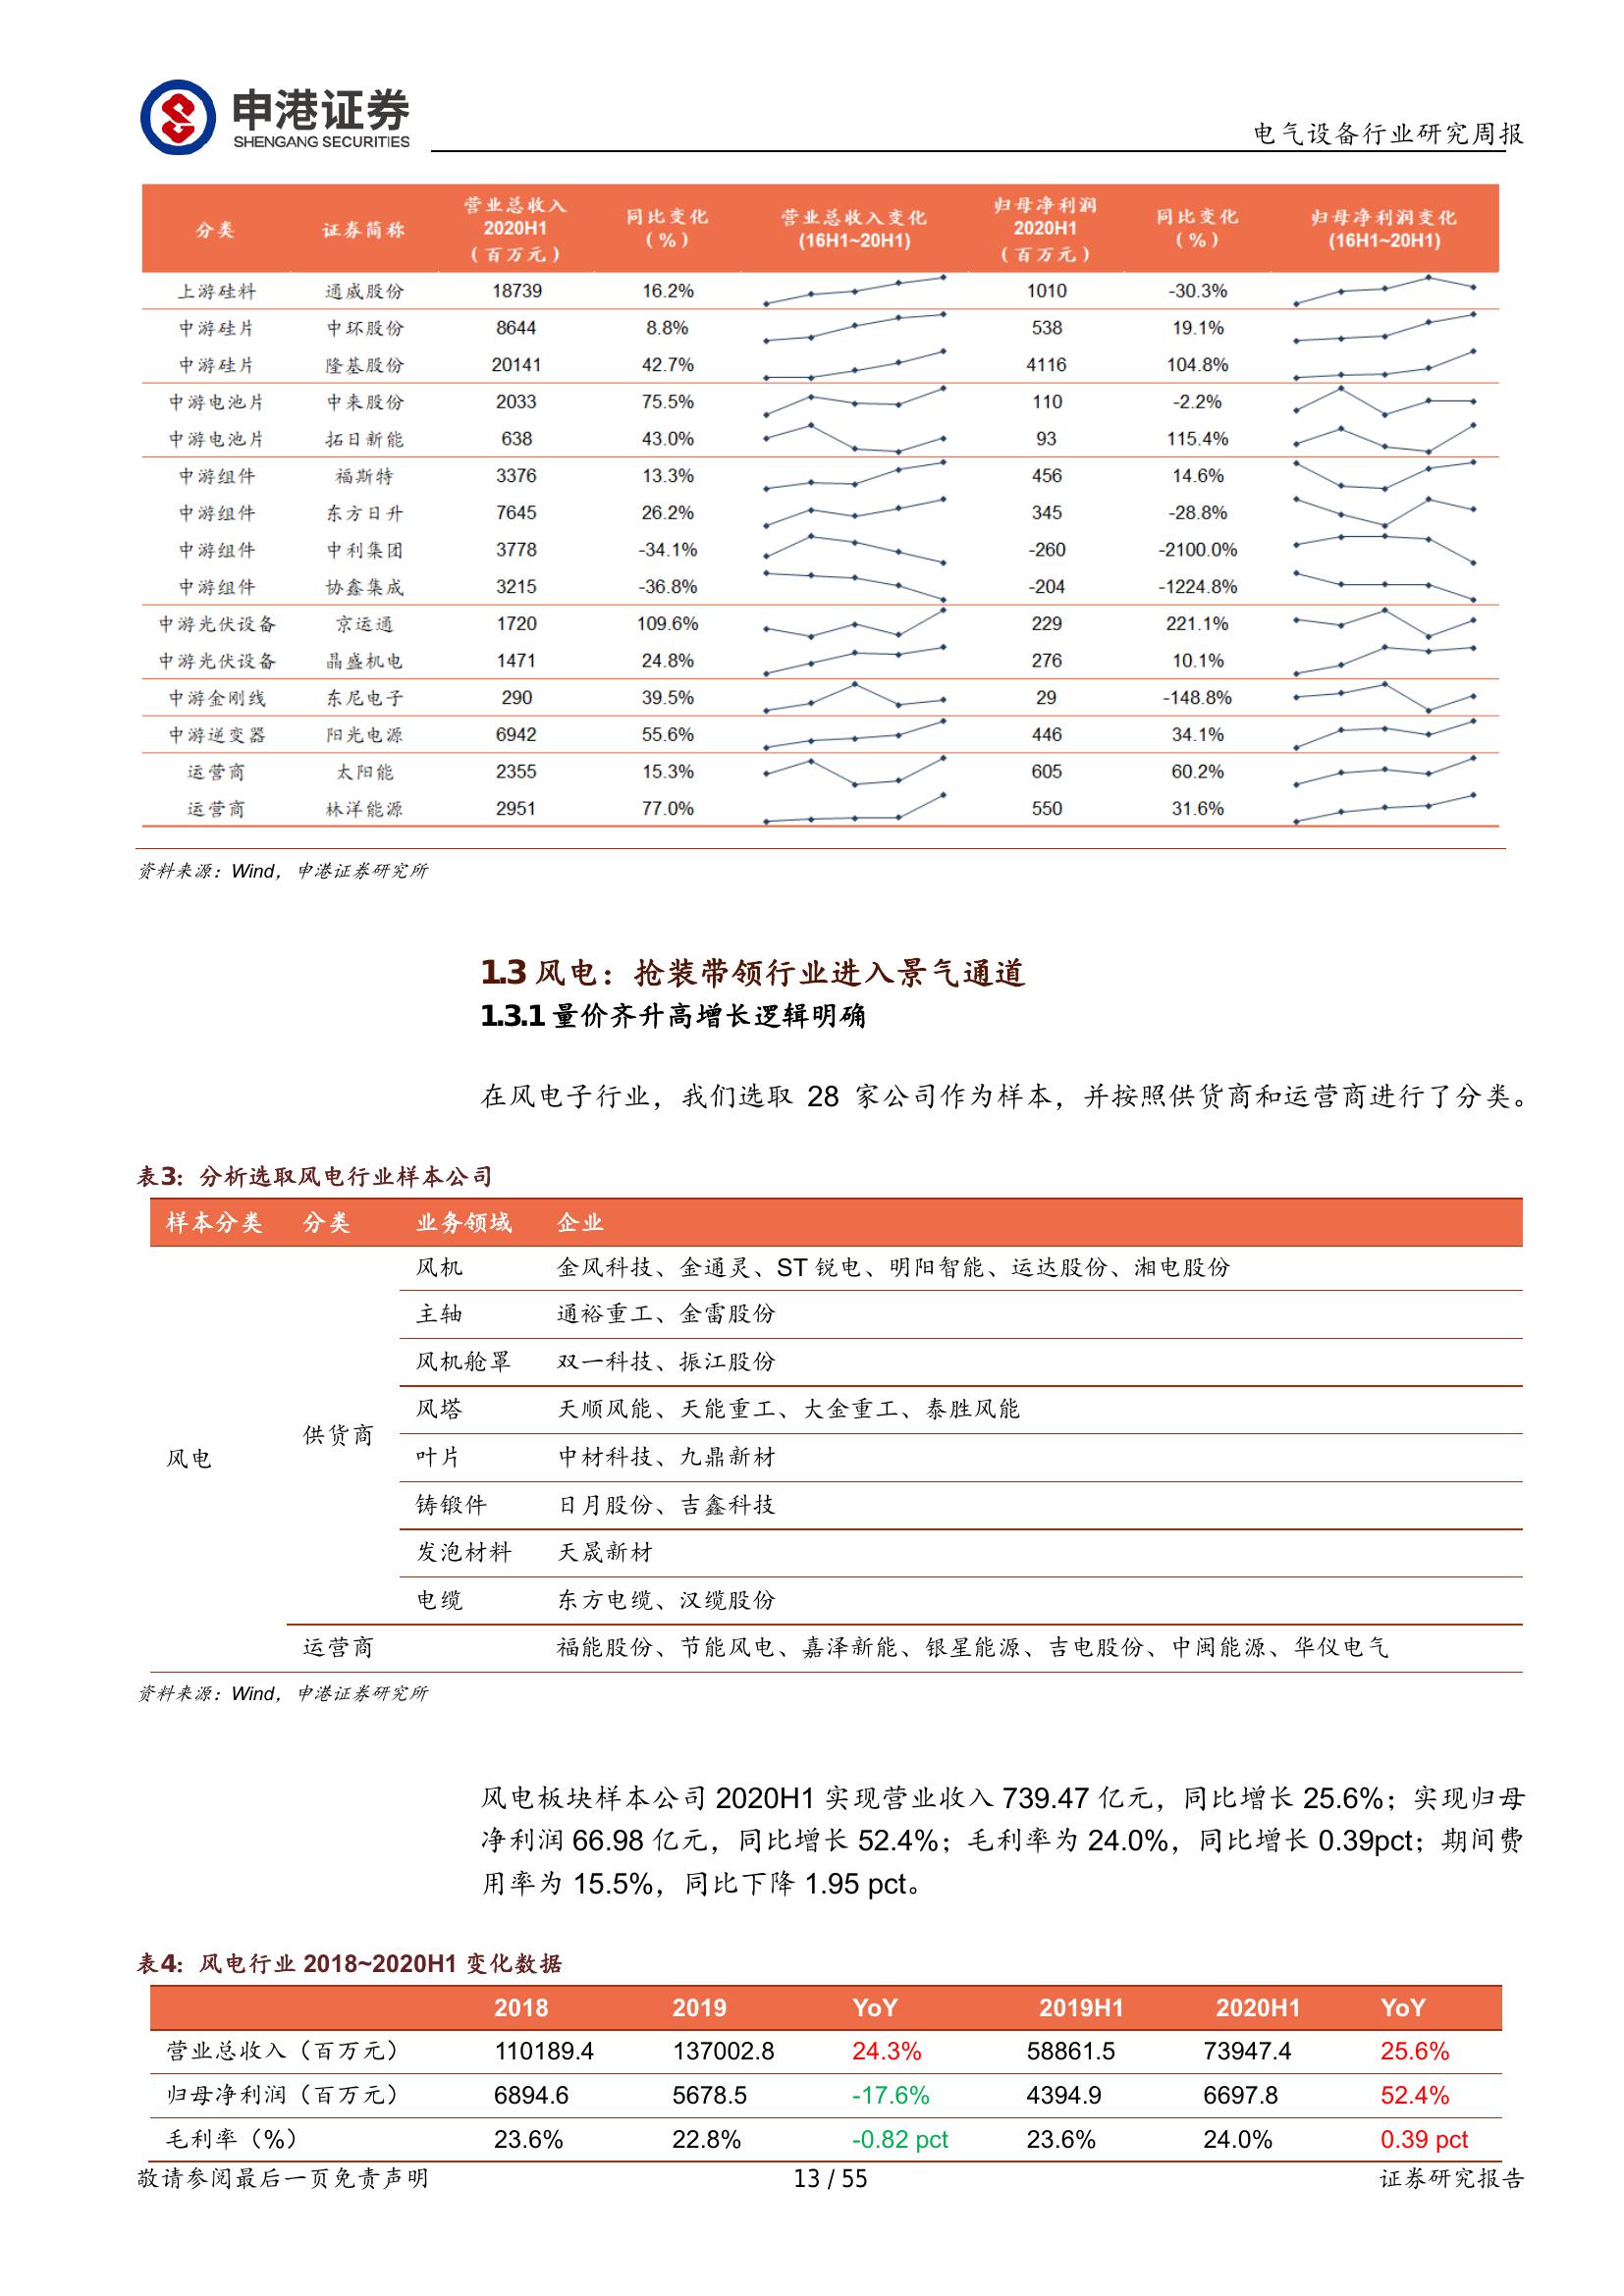 申港证券
SHENGANG SECURITIES
电气设备行业研究周报
分类 证券简称 营业总收入 2020H1 （百万元） 同比变化 （%） 营业总收入变化 (16H1~20H1) 归母净利润 2020H1 （百万元） 同比变化 （%） 归母净利润变化 (16H1~20H1)
上游硅料 通威股份 18739 16.2% 1010 -30.3%
中游硅片 中环股份 8644 8.8% 538 19.1%
中游硅片 隆基股份 20141 42.7% 4116 104.8%
中游电池片 中来股份 2033 75.5% 110 -2.2%
中游电池片 拓日新能 638 43.0% 93 115.4%
中游组件 福斯特 3376 13.3% 456 14.6%
中游组件 东方日升 7645 26.2% 345 -28.8%
中游组件 中利集团 3778 -34.1% -260 -2100.0%
中游组件 协鑫集成 3215 -36.8% -204 -1224.8%
中游光伏设备 京运通 1720 109.6% 229 221.1%
中游光伏设备 晶盛机电 1471 24.8% 276 10.1%
中游金刚线 东尼电子 290 39.5% 29 -148.8%
中游逆变器 阳光电源 6942 55.6% 446 34.1%
运营商 太阳能 2355 15.3% 605 60.2%
运营商 林洋能源 2951 77.0% 550 31.6%
资料来源：Wind，申港证券研究所
1.3 风电：抢装带领行业进入景气通道
1.3.1 量价齐升高增长逻辑明确
在风电子行业，我们选取 28 家公司作为样本，并按照供货商和运营商进行了分类。
表3：分析选取风电行业样本公司
样本分类 分类 业务领域 企业
风电 供货商 风机 金风科技、金通灵、ST 锐电、明阳智能、运达股份、湘电股份
主轴 通裕重工、金雷股份
风机舱罩 双一科技、振江股份
风塔 天顺风能、天能重工、大金重工、泰胜风能
叶片 中材科技、九鼎新材
铸锻件 日月股份、吉鑫科技
发泡材料 天晟新材
电缆 东方电缆、汉缆股份
运营商 福能股份、节能风电、嘉泽新能、银星能源、吉电股份、中闽能源、华仪电气
资料来源：Wind，申港证券研究所
风电板块样本公司 2020H1 实现营业收入 739.47 亿元，同比增长 25.6%；实现归母
净利润 66.98 亿元，同比增长 52.4%；毛利率为 24.0%，同比增长 0.39pct；期间费
用率为 15.5%，同比下降 1.95 pct。
表4：风电行业 2018~2020H1 变化数据
2018 2019 YoY 2019H1 2020H1 YoY
营业总收入（百万元） 110189.4 137002.8 24.3% 58861.5 73947.4 25.6%
归母净利润（百万元） 6894.6 5678.5 -17.6% 4394.9 6697.8 52.4%
毛利率（%） 23.6% 22.8% -0.82 pct 23.6% 24.0% 0.39 pct
敬请参阅最后一页免责声明 13 / 55 证券研究报告